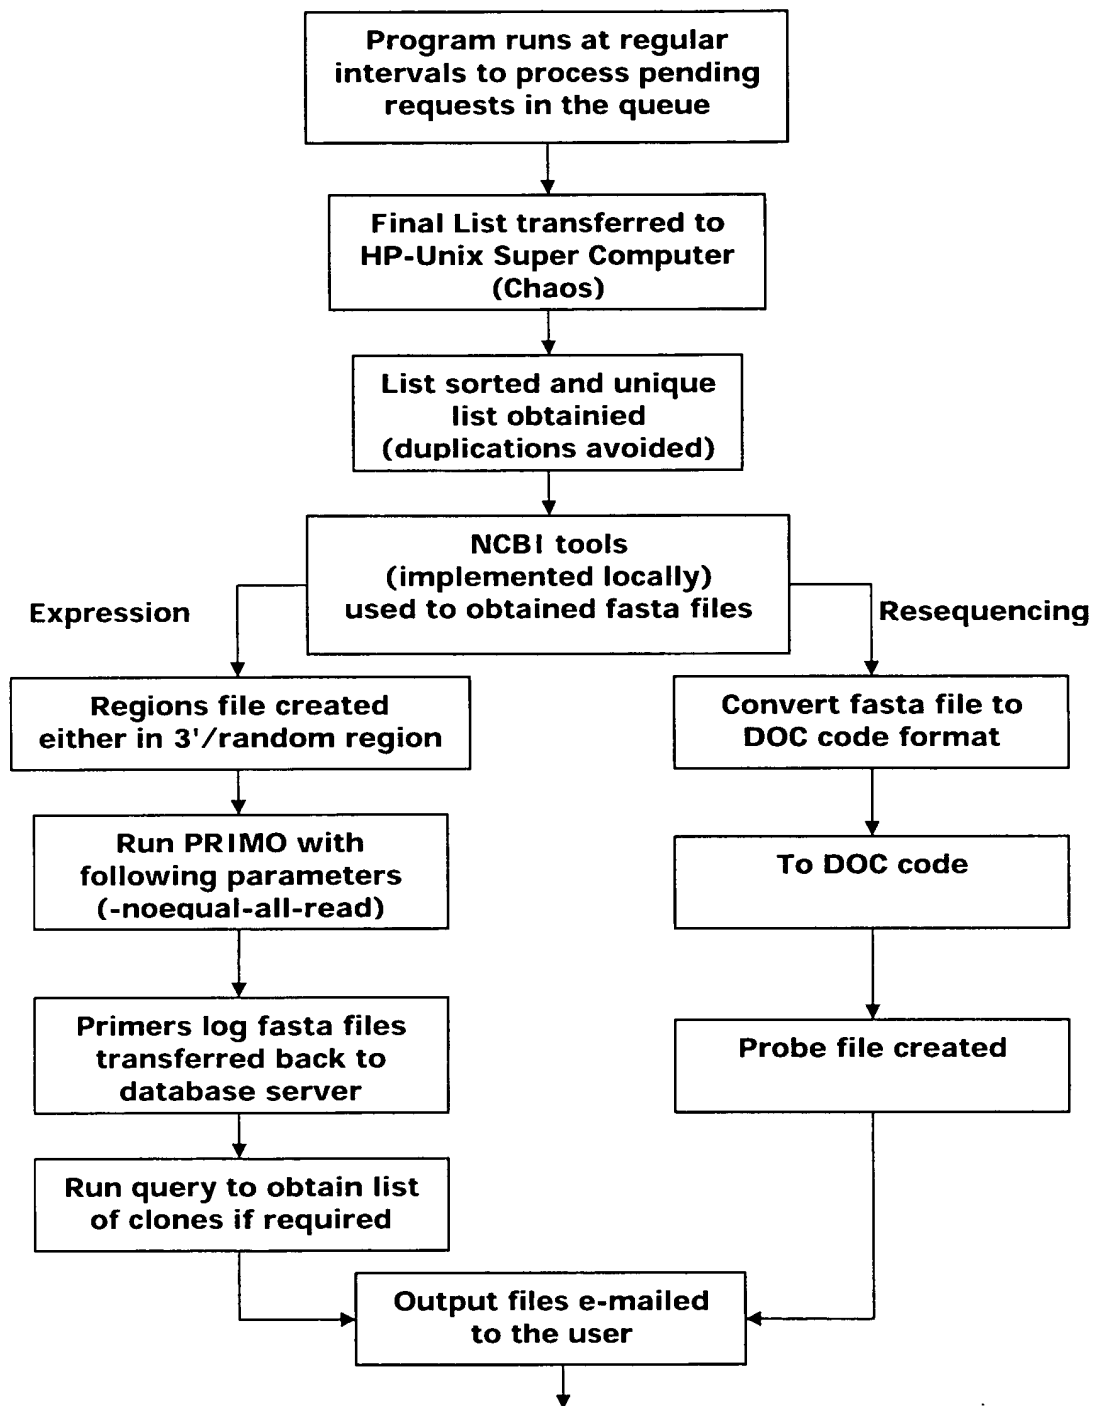 Program runs at regular
intervals to process pending
requests in the queue
Final List transferred to
HP-Unix Super Computer
(Chaos)
List sorted and unique
list obtainied
(duplications avoided)
NCBI tools
(implemented locally)
used to obtained fasta files
Expression
Resequencing
Regions file created
either in 3'/random region
Convert fasta file to
DOC code format
Run PRIMO with
following parameters
(-noequal-all-read)
To DOC code
Primers log fasta files
transferred back to
database server
Probe file created
Run query to obtain list
of clones if required
Output files e-mailed
to the user